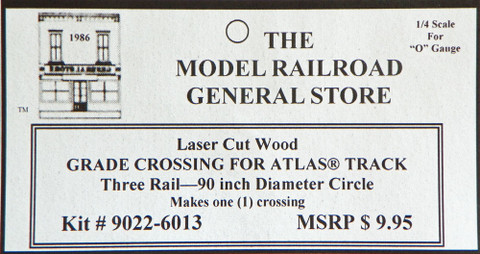 1986
THE
MODEL RAILROAD
GENERAL STORE
1/4 Scale
For
"O" Gauge
TM
Laser Cut Wood
GRADE CROSSING FOR ATLAS® TRACK
Three Rail—90 inch Diameter Circle
Makes one (1) crossing
Kit # 9022-6013 MSRP $ 9.95